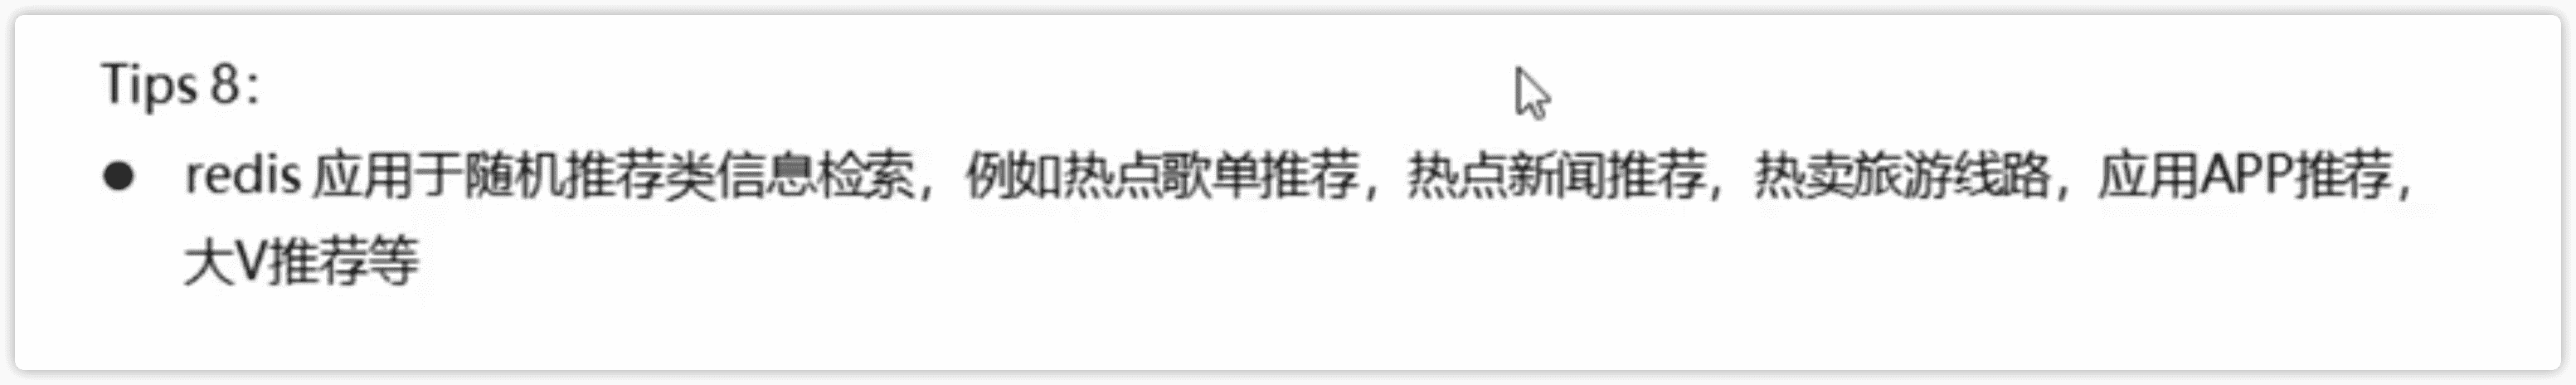 Tips 8：
● redis 应用于随机推荐类信息检索，例如热点歌单推荐，热点新闻推荐，热卖旅游线路，应用APP推荐，
大V推荐等